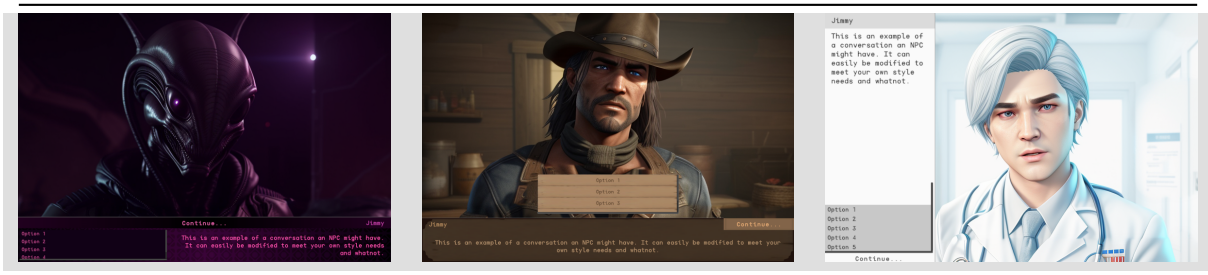 Continue...
Jimmy
Option 1
Option 2
Option 3
Option 4
This is an example of a conversation an NPC might have.
It can easily be modified to meet your own style needs
and whatnot.
Option 1
Option 2
Option 3
Jimmy
Continue...
This is an example of a conversation an NPC might have. It can easily be modified to meet your
own style needs and whatnot.
Jimmy
This is an example of
a conversation an NPC
might have. It can
easily be modified to
meet your own style
needs and whatnot.
Option 1
Option 2
Option 3
Option 4
Option 5
Continue...